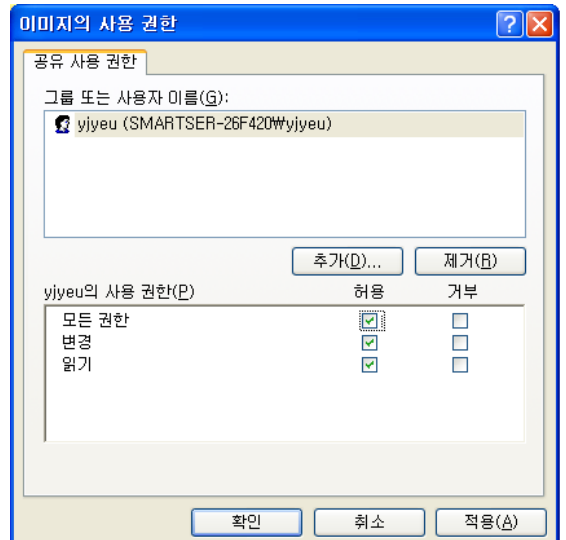 이미지의 사용 권한
공유 사용 권한
그룹 또는 사용자 이름(G):
yjyeu (SMARTSER-26F420₩yjyeu)
추가(D)... 제거(R)
yjyeu의 사용 권한(P) 허용 거부
모든 권한
변경
읽기
확인 취소 적용(A)